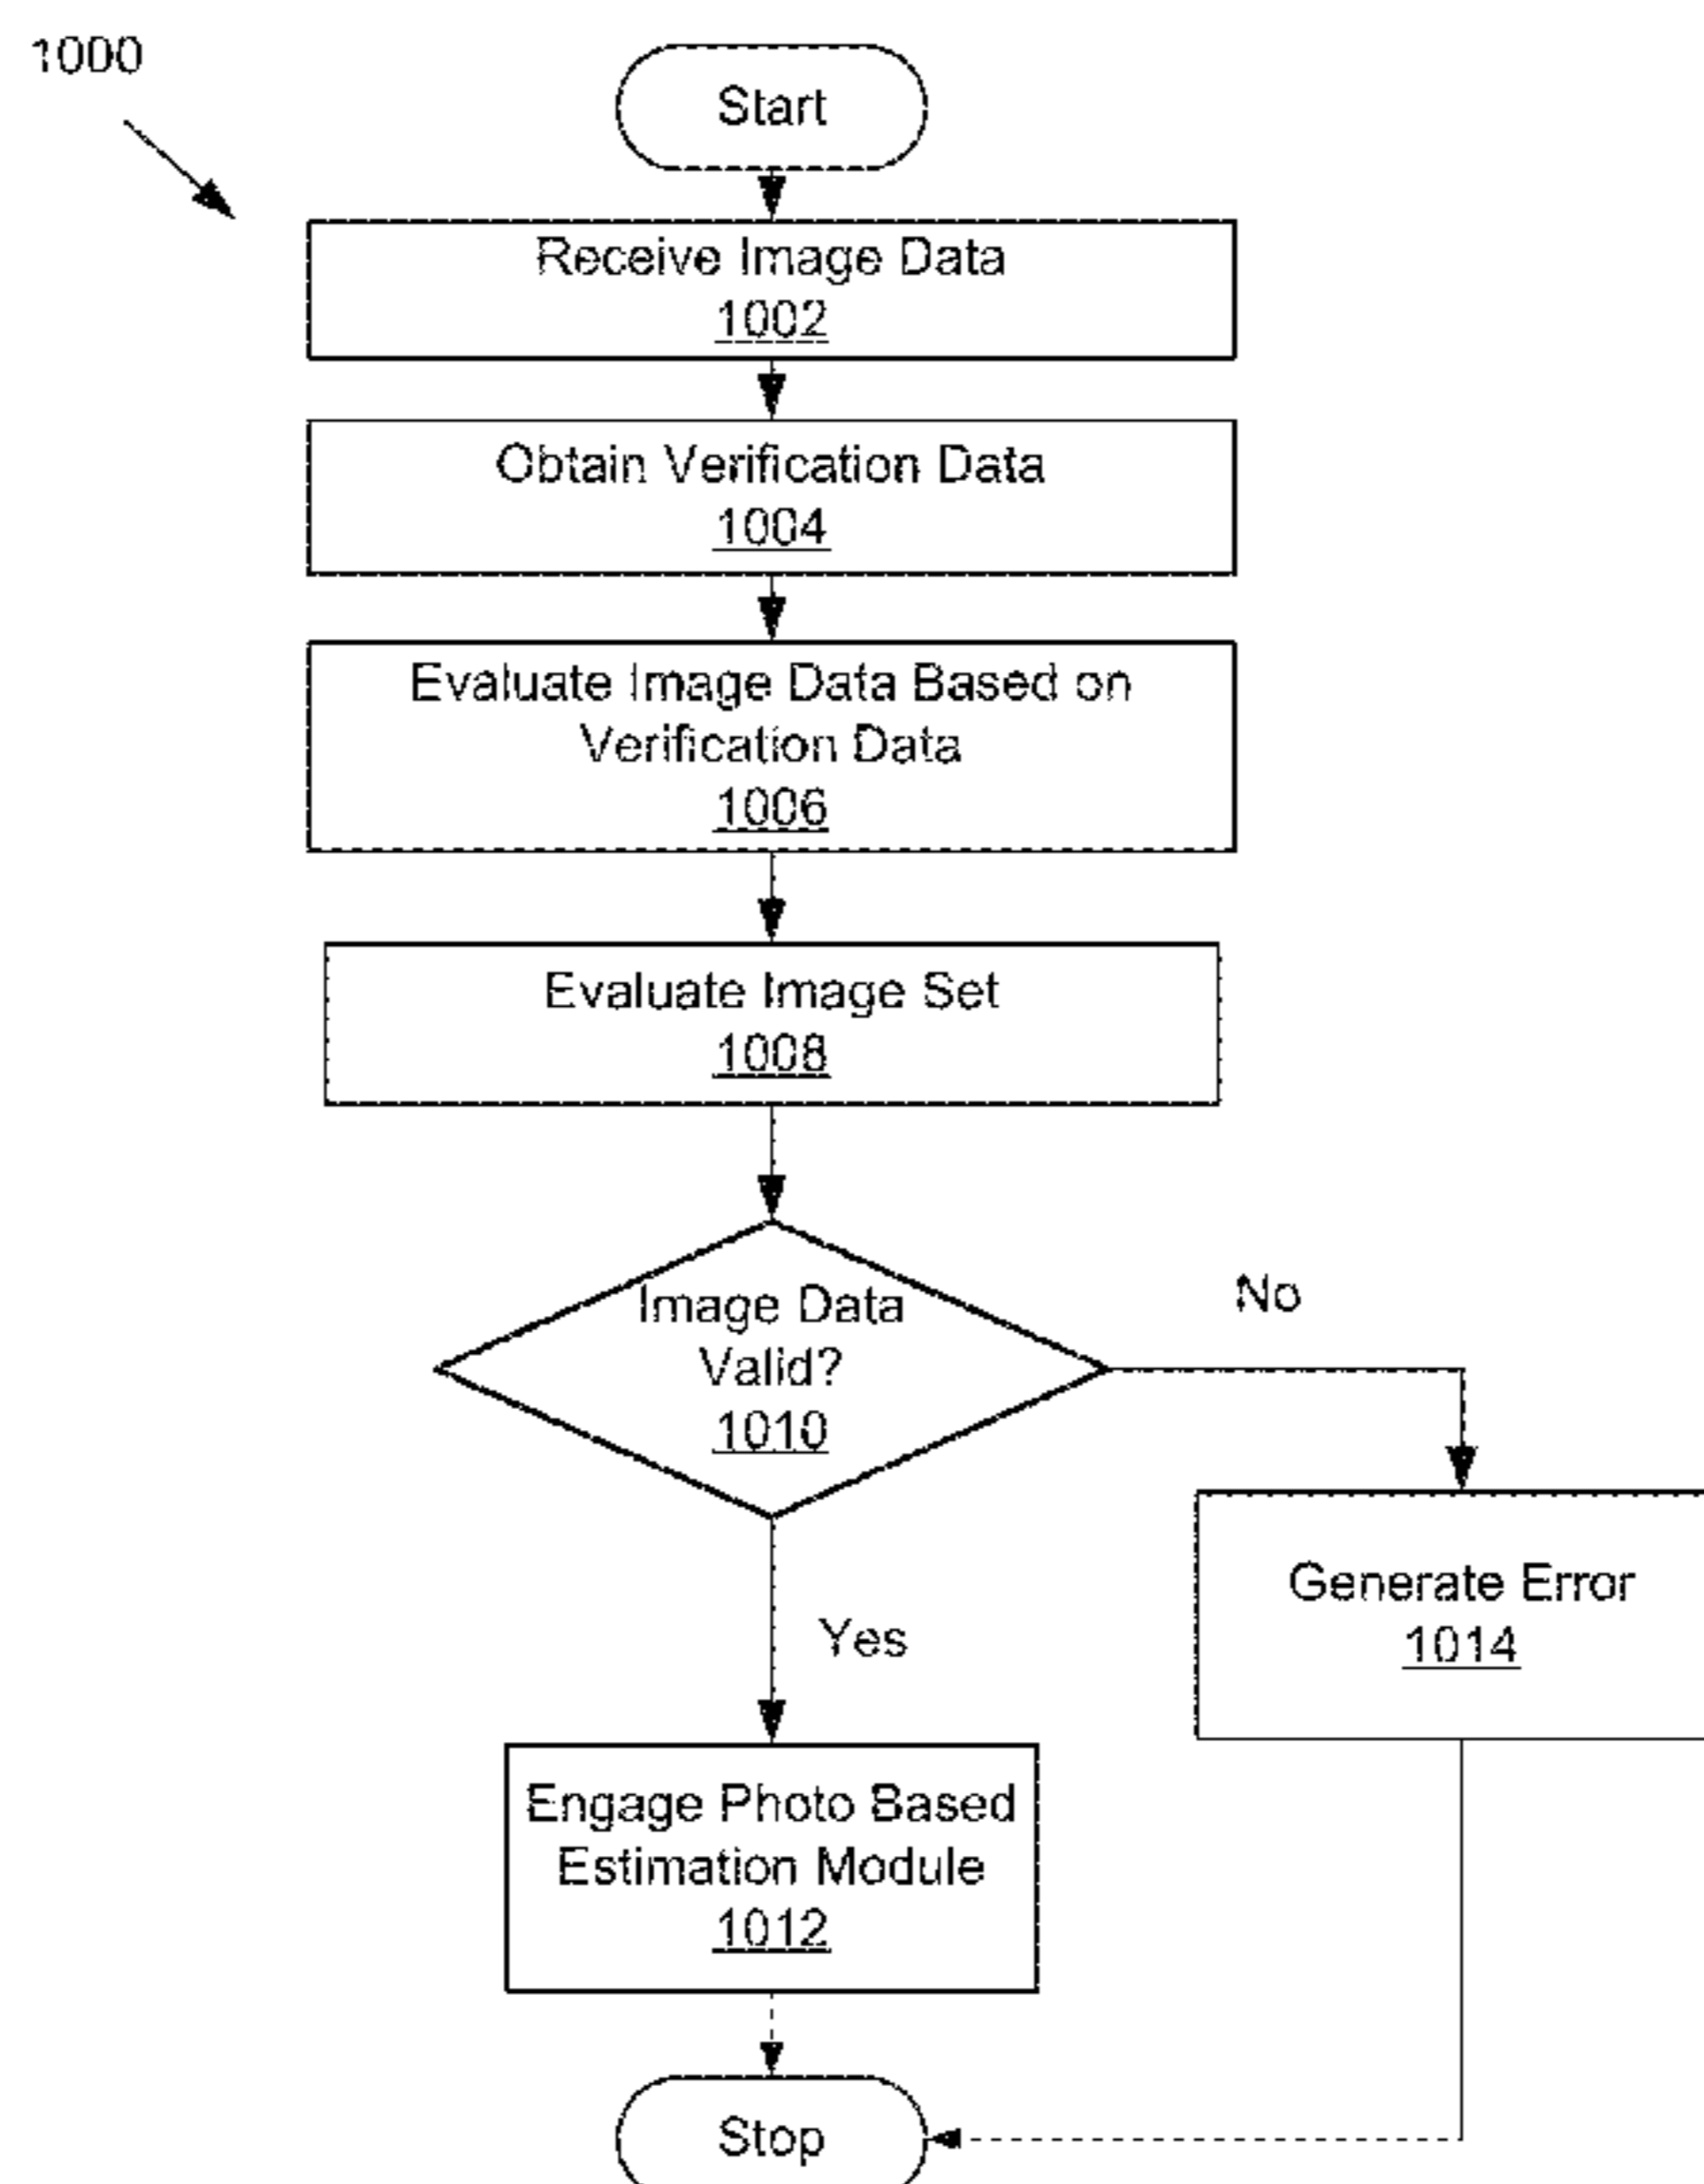 1000
Start
Receive Image Data
1002
Obtain Verification Data
1004
Evaluate Image Data Based on
Verification Data
1006
Evaluate Image Set
1008
Image Data
Valid?
1010
No
Generate Error
1014
Yes
Engage Photo Based
Estimation Module
1012
Stop